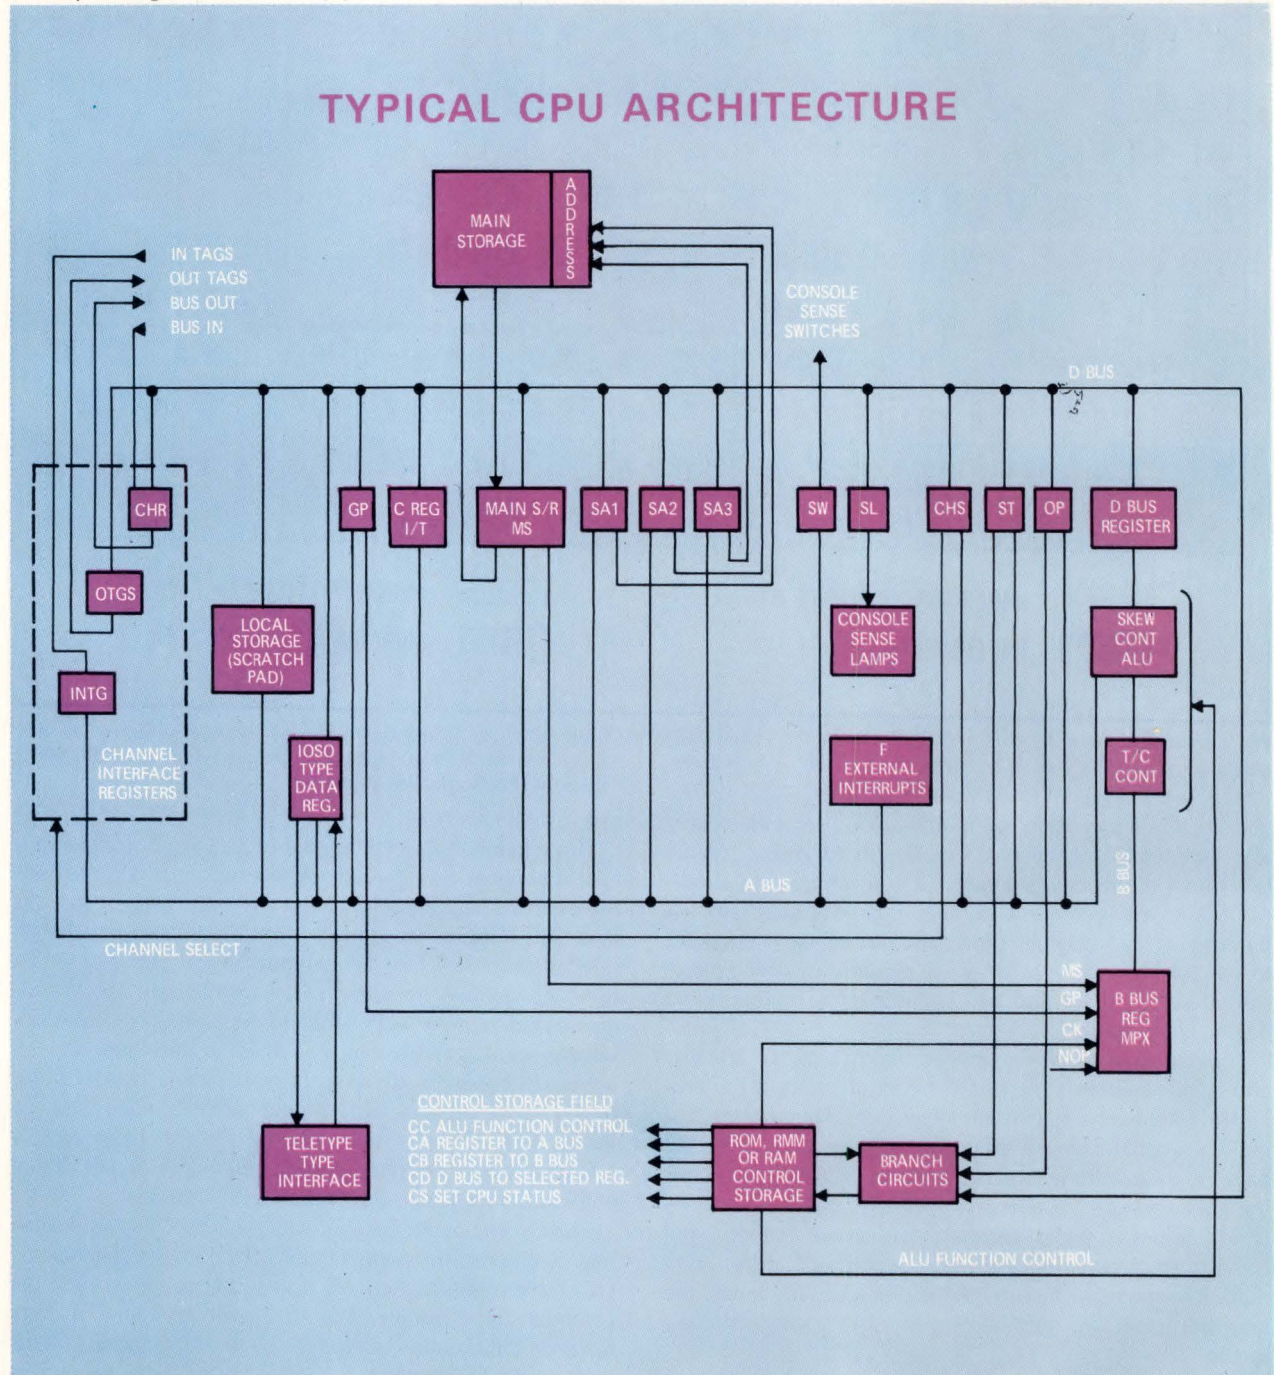 TYPICAL CPU ARCHITECTURE
MAIN
STORAGE
ADDRESS
IN TAGS
OUT TAGS
BUS OUT
BUS IN
CONSOLE
SENSE
SWITCHES
D BUS
CHR
OTGS
INTG
CHANNEL
INTERFACE
REGISTERS
LOCAL
STORAGE
(SCRATCH
PAD)
IOSO
TYPE
DATA
REG.
GP
C REG
I/T
MAIN S/R
MS
SA1
SA2
SA3
SW
SL
CHS
ST
OP
D BUS
REGISTER
CONSOLE
SENSE
LAMPS
SKEW
CONT
ALU
F
EXTERNAL
INTERRUPTS
T/C
CONT
A BUS
B BUS
CHANNEL SELECT
MS
GP
CK
NOP
B BUS
REG
MPX
TELETYPE
TYPE
INTERFACE
CONTROL STORAGE FIELD
CC ALU FUNCTION CONTROL
CA REGISTER TO A BUS
CB REGISTER TO B BUS
CD D BUS TO SELECTED REG.
CS SET CPU STATUS
ROM, RMM
OR RAM
CONTROL
STORAGE
BRANCH
CIRCUITS
ALU FUNCTION CONTROL